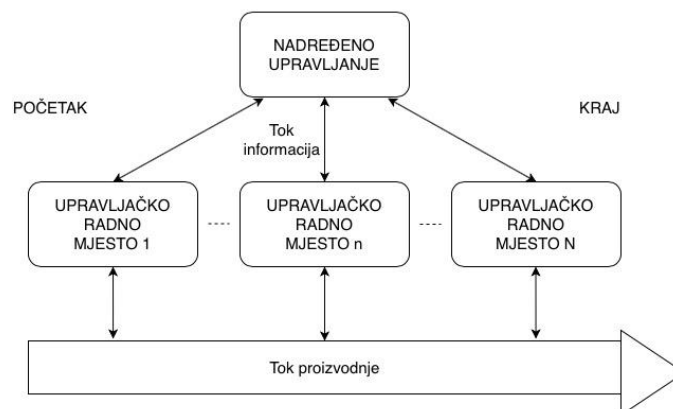 NADREĐENO
UPRAVLJANJE
POČETAK
KRAJ
Tok
informacija
UPRAVLJAČKO
RADNO
MJESTO 1
UPRAVLJAČKO
RADNO
MJESTO n
UPRAVLJAČKO
RADNO
MJESTO N
Tok proizvodnje